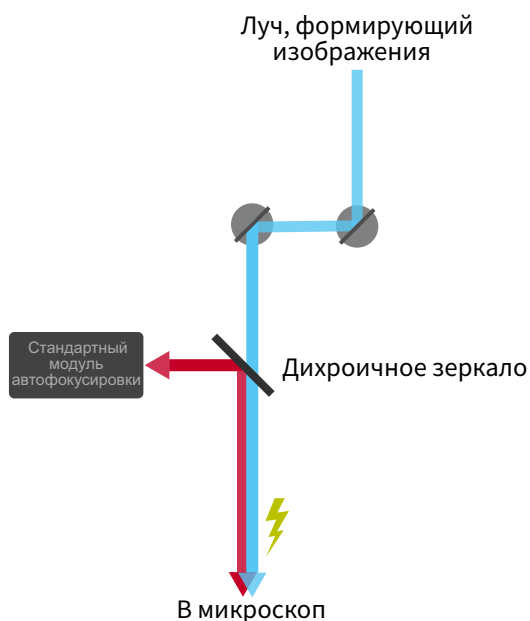 Луч, формирующий
изображения
Стандартный
модуль
автофокусировки
Дихроичное зеркало
В микроскоп